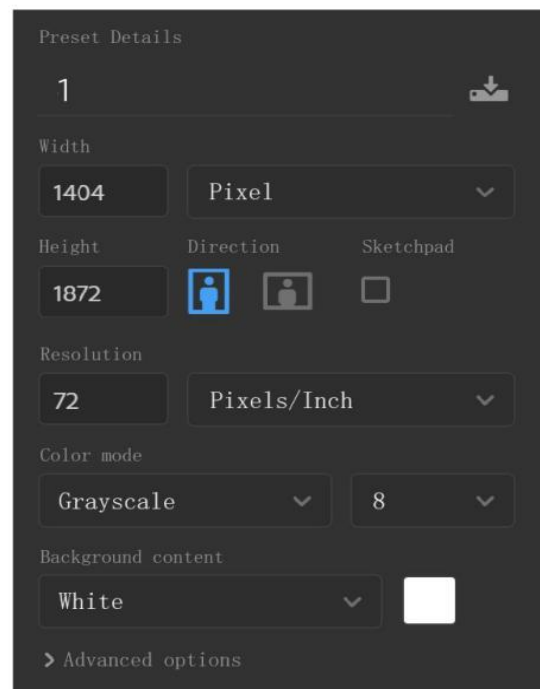 Preset Details
1
Width
1404 Pixel
Height Direction Sketchpad
1872
Resolution
72 Pixels/Inch
Color mode
Grayscale 8
Background content
White
Advanced options